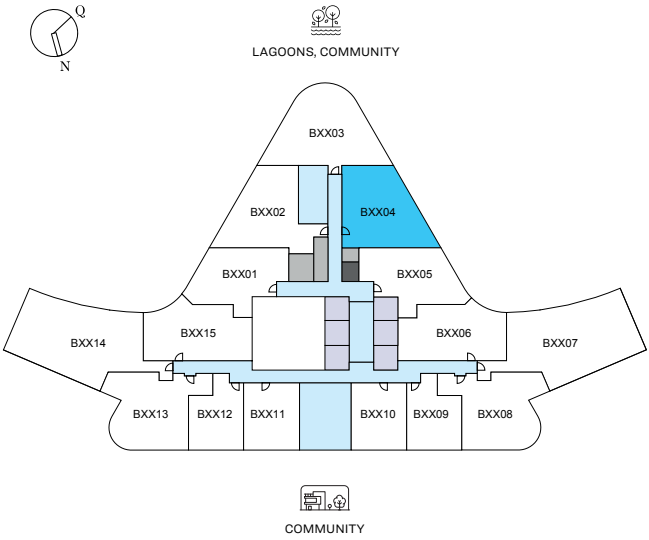 Q
N
LAGOONS, COMMUNITY
BXX03
BXX02
BXX04
BXX01
BXX05
BXX14
BXX15
BXX06
BXX07
BXX13
BXX12
BXX11
BXX10
BXX09
BXX08
COMMUNITY